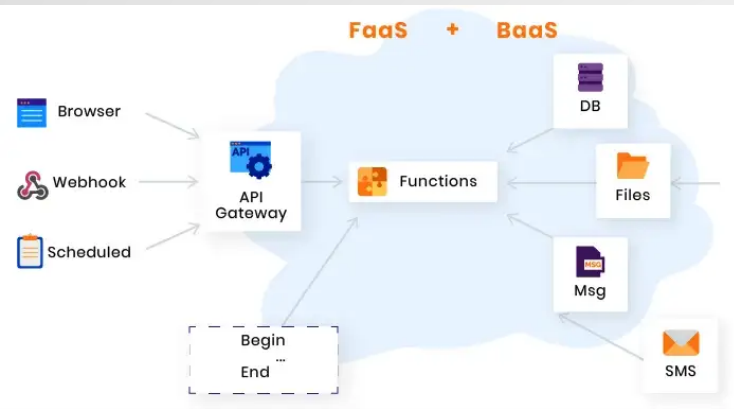 FaaS + BaaS
Browser
Webhook
Scheduled
API
API
Gateway
Functions
DB
Files
MSG
Msg
SMS
Begin
...
End